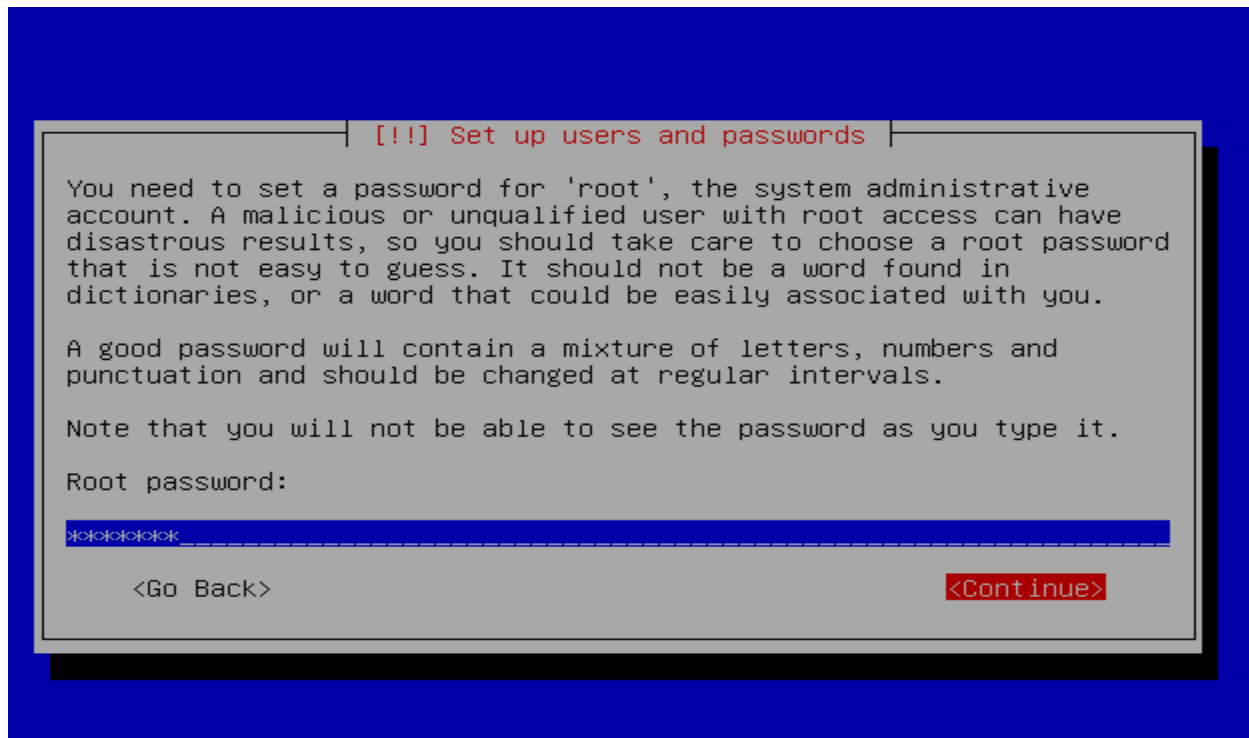 [!!] Set up users and passwords
You need to set a password for 'root', the system administrative
account. A malicious or unqualified user with root access can have
disastrous results, so you should take care to choose a root password
that is not easy to guess. It should not be a word found in
dictionaries, or a word that could be easily associated with you.
A good password will contain a mixture of letters, numbers and
punctuation and should be changed at regular intervals.
Note that you will not be able to see the password as you type it.
Root password:
*******
<Go Back> <Continue>